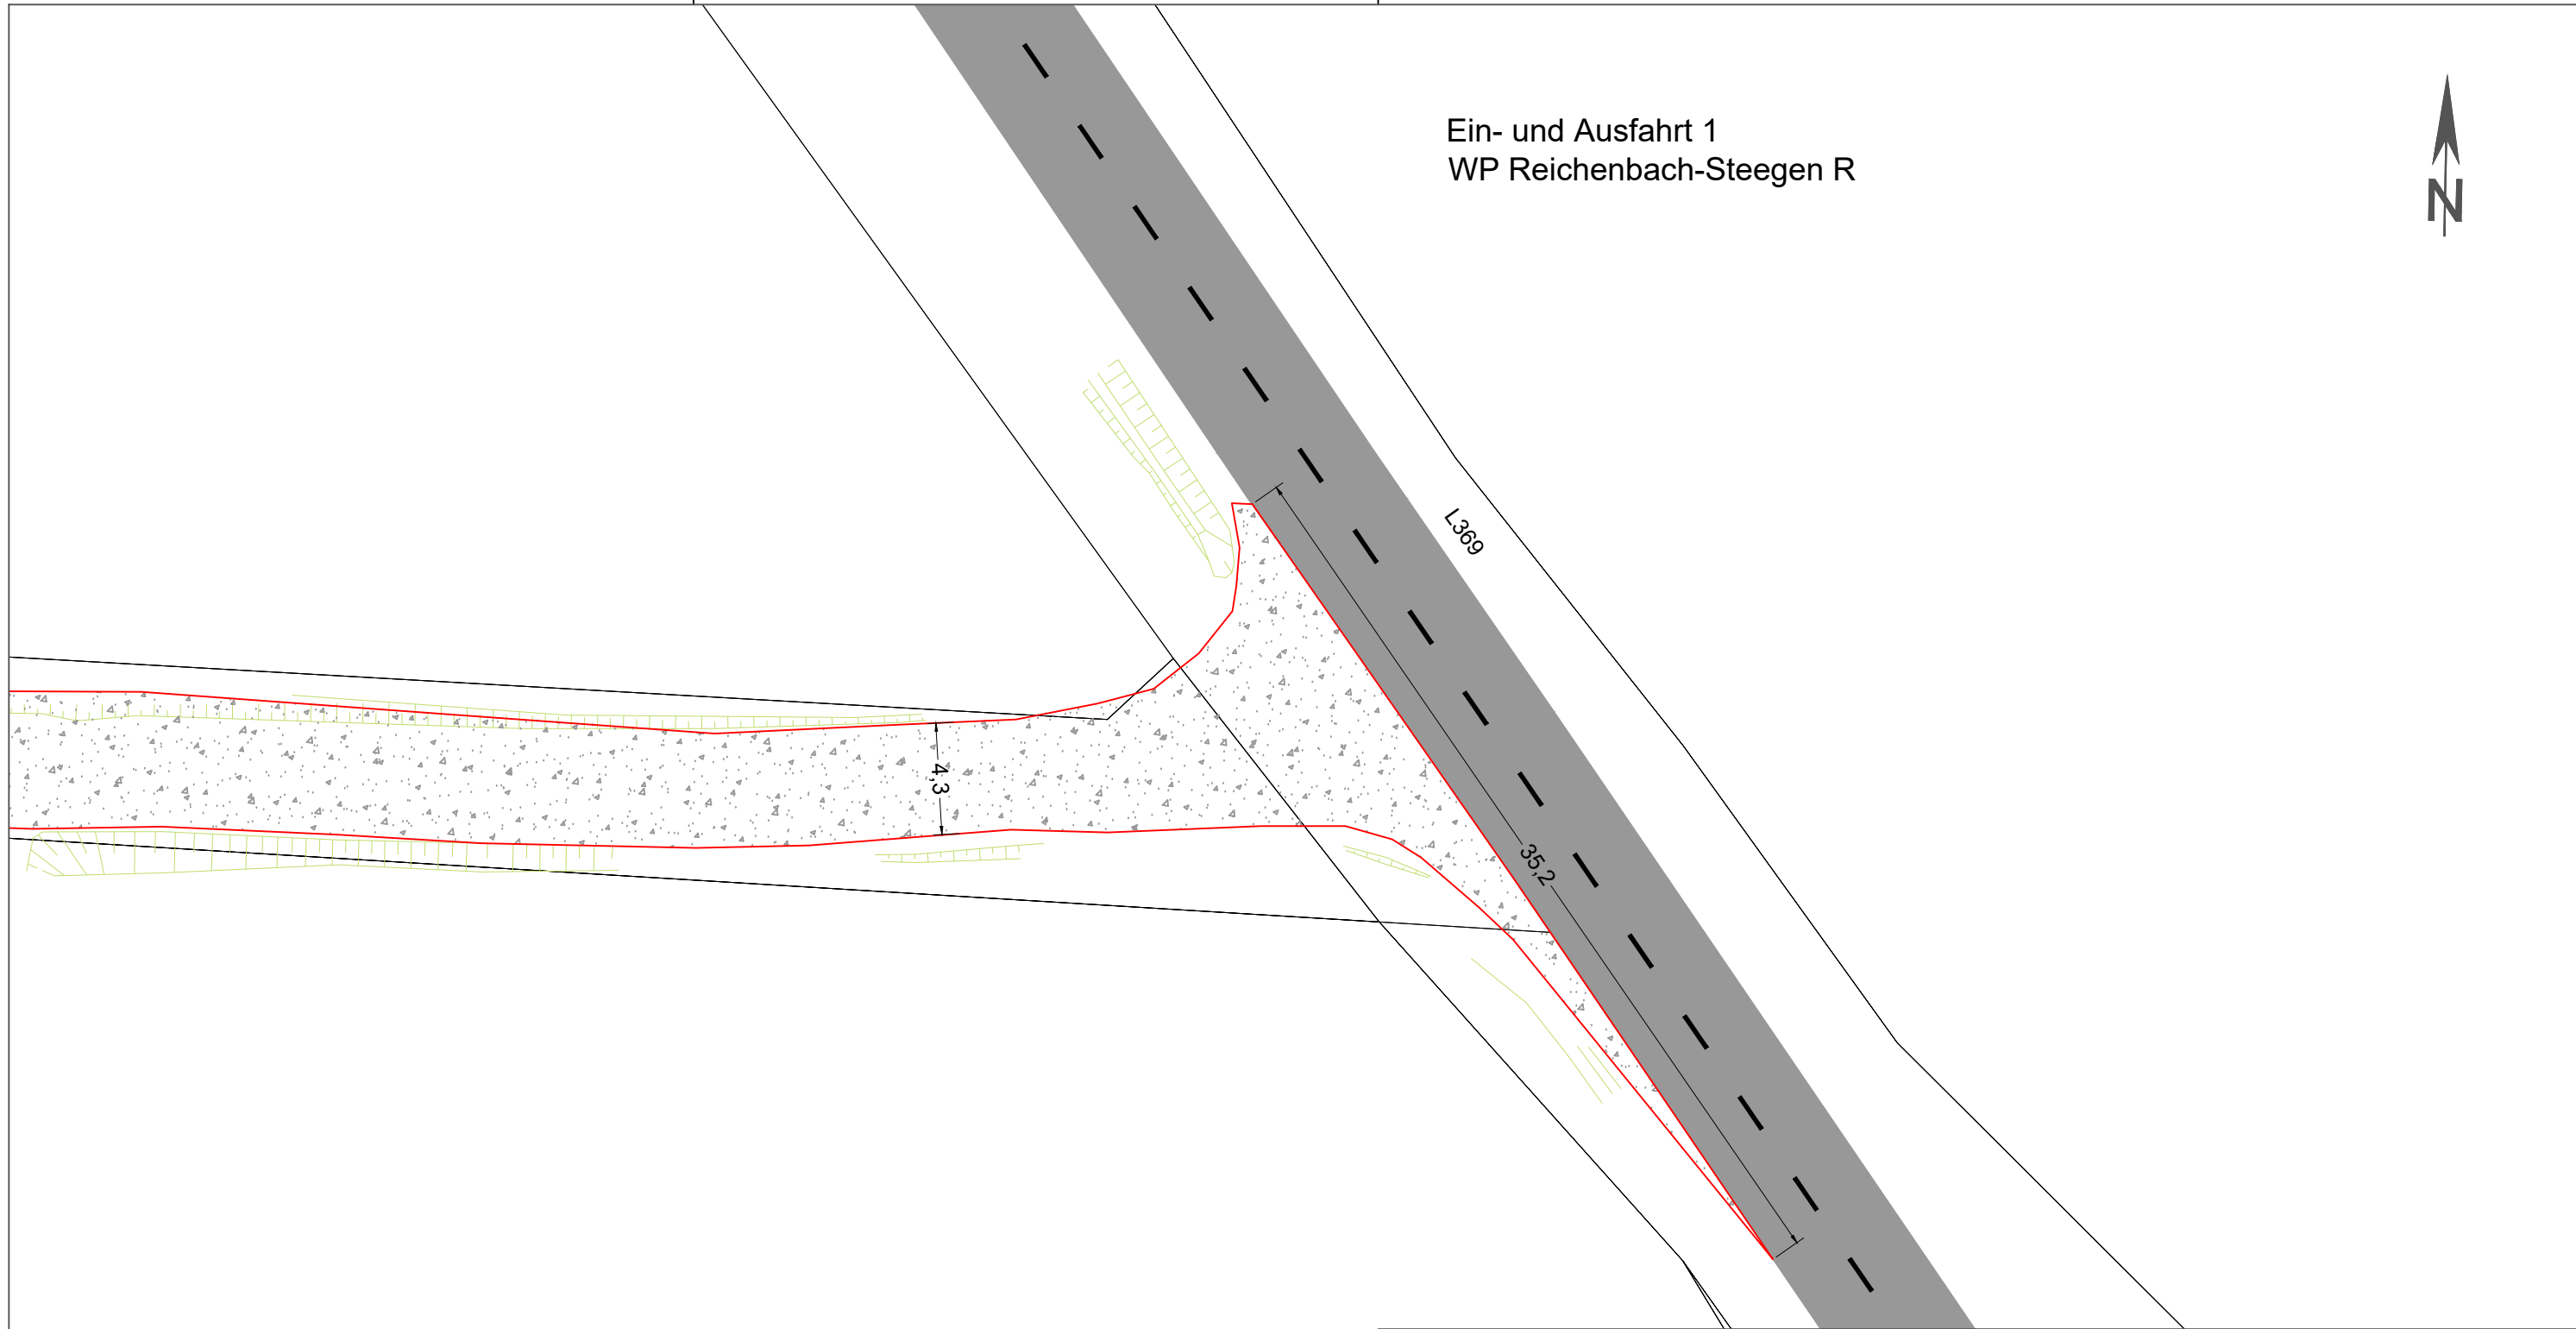 Ein- und Ausfahrt 1
WP Reichenbach-Steegen R
N
L369
4,3
35,2